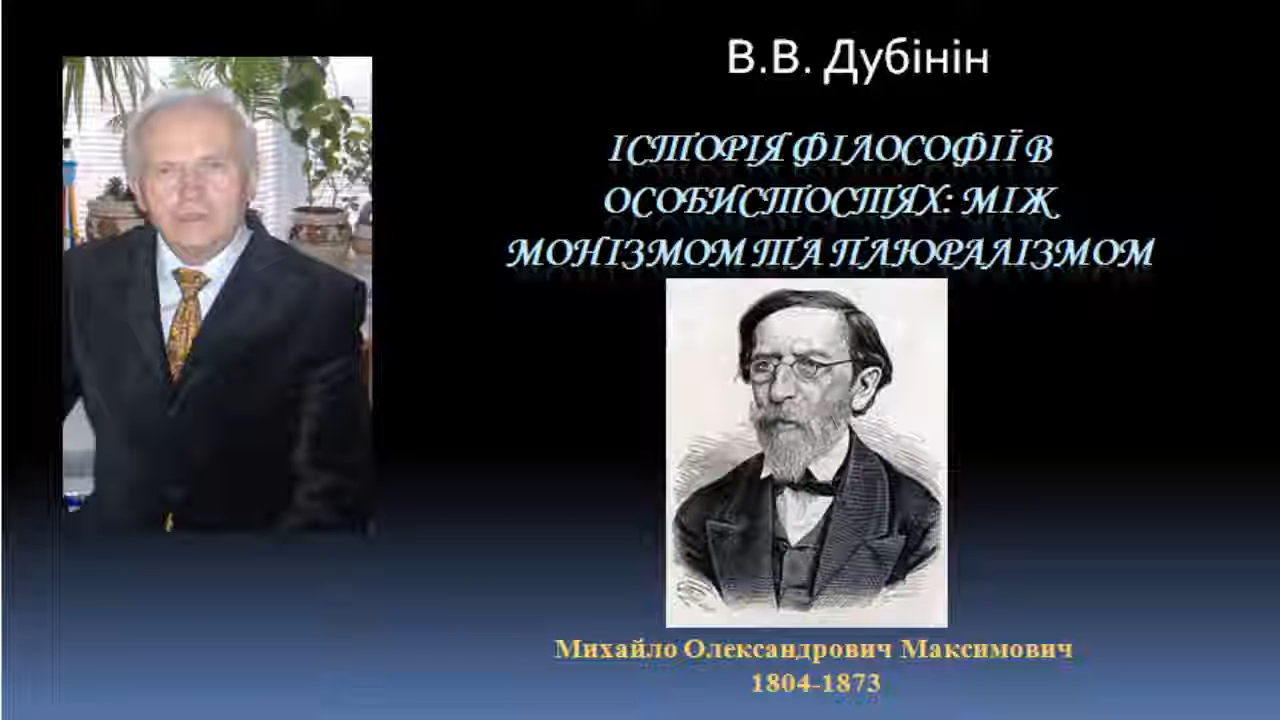 В.В. Дубінін
ІСТОРІЯ ФІЛОСОФІЇ В
ОСОБИСТОСТЯХ: МІЖ
МОНІЗМОМ ТА ПЛЮРАЛІЗМОМ
Михайло Олександрович Максимович
1804-1873